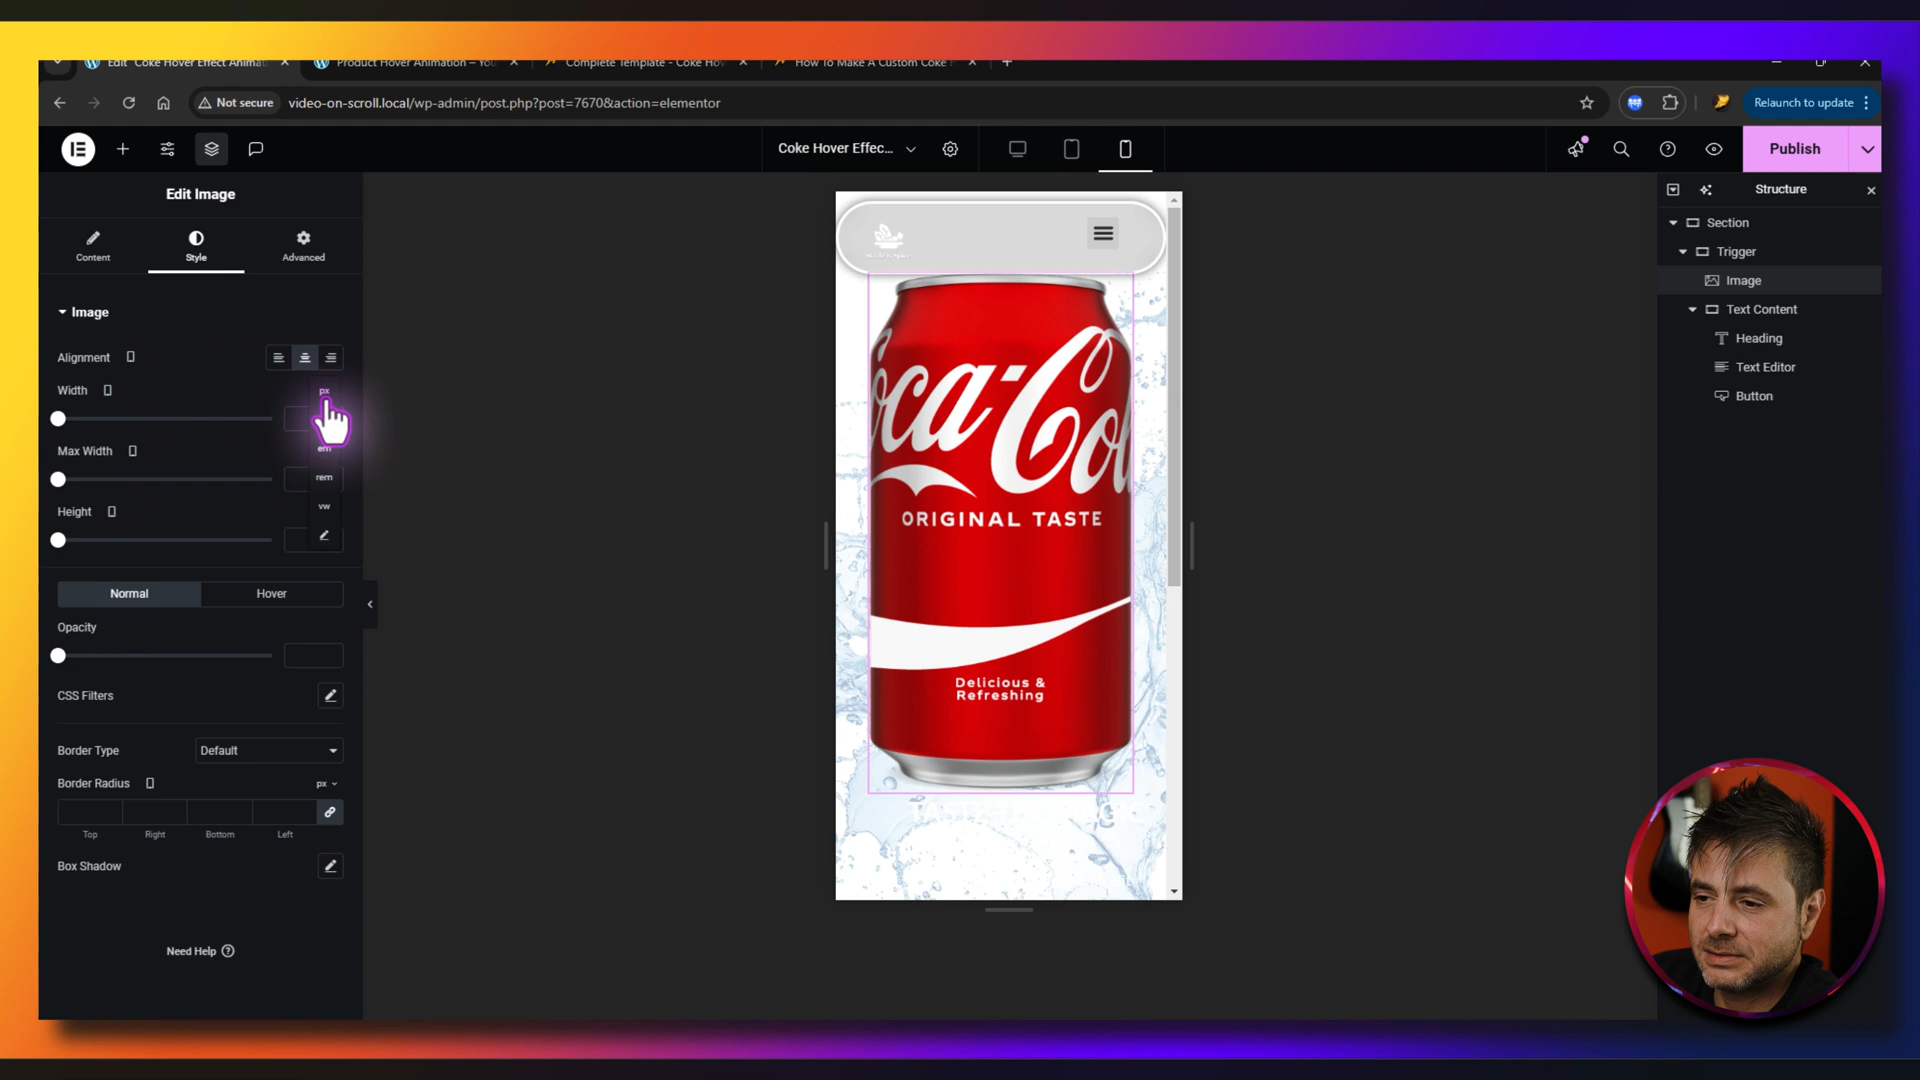 Edit "Coke Hover Effect Animat
Product Hover Animation – You
Complete Template - Coke Hov
How To Make A Custom Coke
Not secure
video-on-scroll.local/wp-admin/post.php?post=7670&action=elementor
Relaunch to update
Coke Hover Effec...
Publish
Edit Image
Content
Style
Advanced
Image
Alignment
Width
px
em
rem
vw
Max Width
Height
Normal
Hover
Opacity
CSS Filters
Border Type
Default
Border Radius
px
Top
Right
Bottom
Left
Box Shadow
Need Help
oca-Col
ORIGINAL TASTE
Delicious &
Refreshing
Structure
Section
Trigger
Image
Text Content
Heading
Text Editor
Button